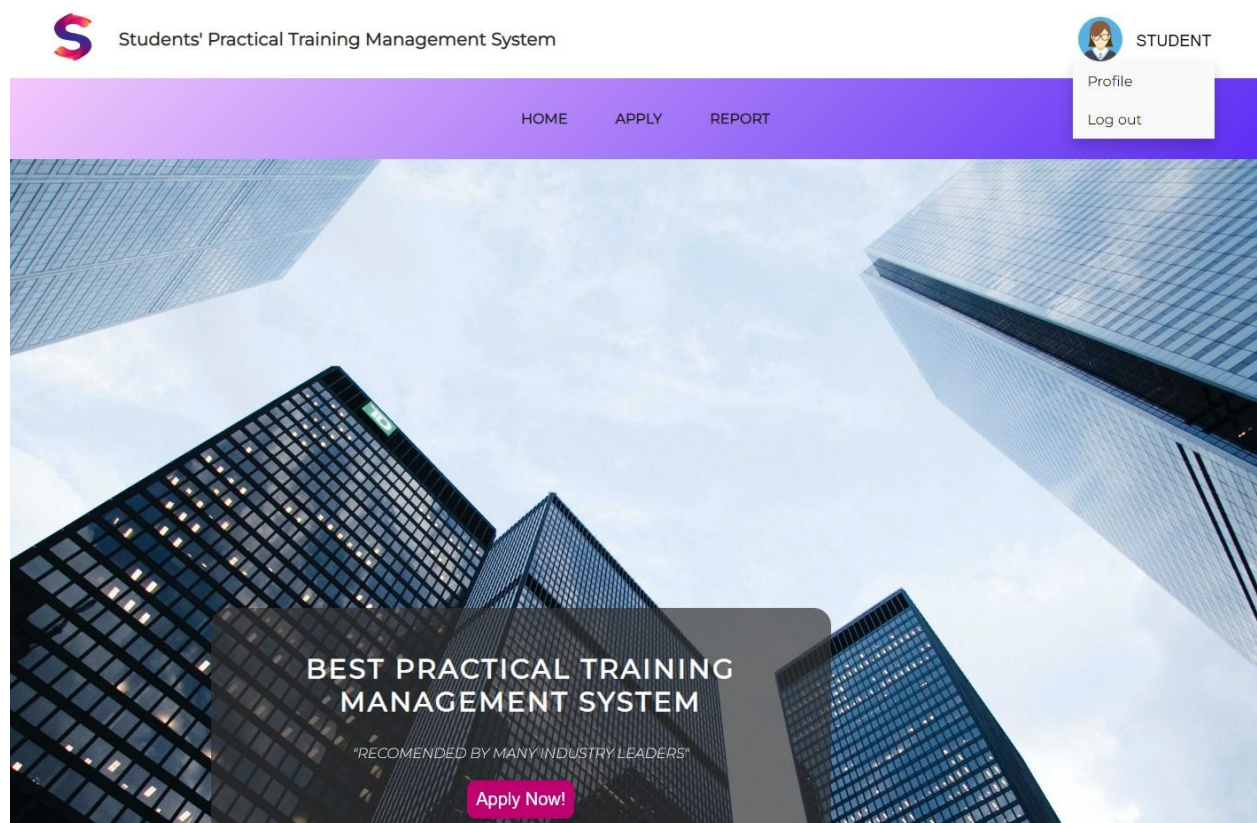 Students' Practical Training Management System
STUDENT
Profile
Log out
HOME APPLY REPORT
BEST PRACTICAL TRAINING
MANAGEMENT SYSTEM
"RECOMENDED BY MANY INDUSTRY LEADERS"
Apply Now!